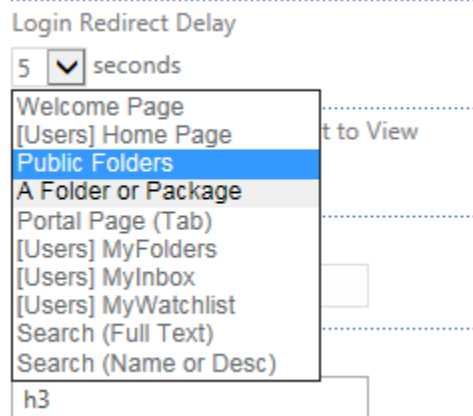 Login Redirect Delay
5 seconds
Welcome Page
[Users] Home Page
t to View
Public Folders
A Folder or Package
Portal Page (Tab)
[Users] MyFolders
[Users] MyInbox
[Users] MyWatchlist
Search (Full Text)
Search (Name or Desc)
h3